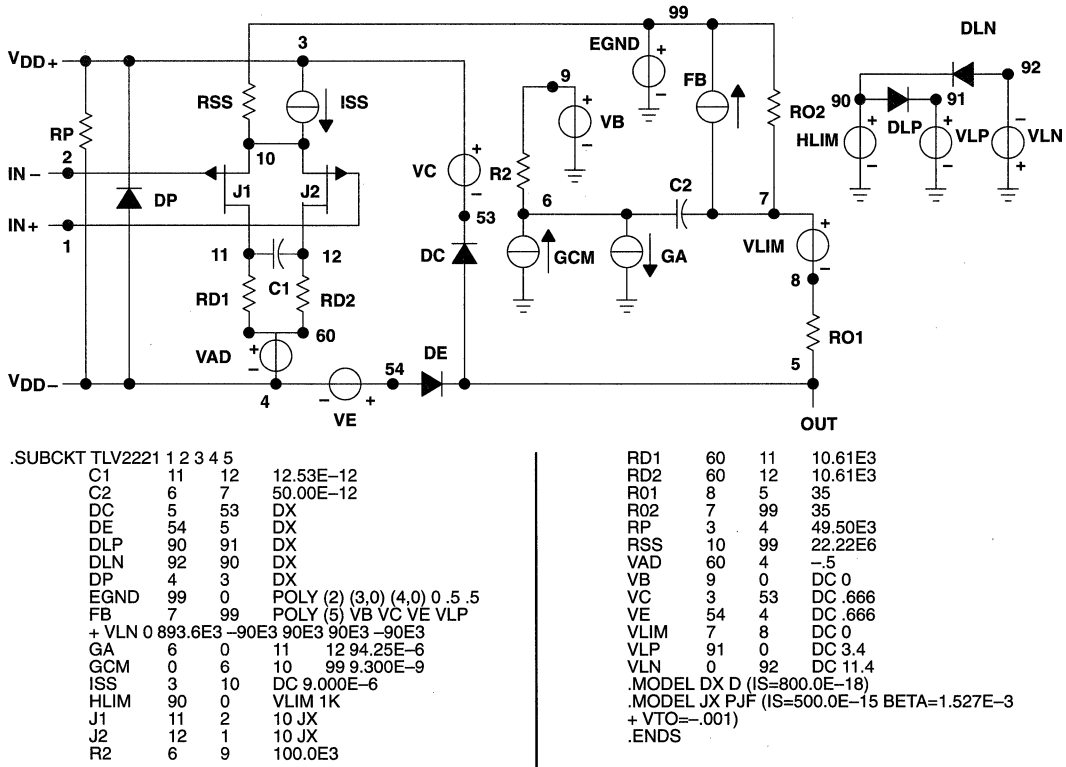 99
DLN
3
EGND
+
92
VDD+
9
FB
RSS
ISS
+
90
91
RO2
−
VB
HLIM
DLP
VLP
VLN
RP
10
2
IN −
J1
J2
VC
R2
C2
DP
6
7
53
IN+
1
VLIM
11
12
DC
GCM
GA
8
C1
RD1
RD2
RO1
60
VAD
DE
54
5
VDD−
4
VE
OUT
.SUBCKT TLV2221 1 2 3 4 5
C1 11 12 12.53E−12
C2 6 7 50.00E−12
DC 5 53 DX
DE 54 5 DX
DLP 90 91 DX
DLN 92 90 DX
DP 4 3 DX
EGND 99 0 POLY (2) (3,0) (4,0) 0 .5 .5
FB 7 99 POLY (5) VB VC VE VLP
+ VLN 0 893.6E3 −90E3 90E3 90E3 −90E3
GA 6 0 11 12 94.25E−6
GCM 0 6 10 99 9.300E−9
ISS 3 10 DC 9.000E−6
HLIM 90 0 VLIM 1K
J1 11 2 10 JX
J2 12 1 10 JX
R2 6 9 100.0E3
RD1 60 11 10.61E3
RD2 60 12 10.61E3
R01 8 5 35
R02 7 99 35
RP 3 4 49.50E3
RSS 10 99 22.22E6
VAD 60 4 −.5
VB 9 0 DC 0
VC 3 53 DC .666
VE 54 4 DC .666
VLIM 7 8 DC 0
VLP 91 0 DC 3.4
VLN 0 92 DC 11.4
.MODEL DX D (IS=800.0E−18)
.MODEL JX PJF (IS=500.0E−15 BETA=1.527E−3
+ VTO=−.001)
.ENDS